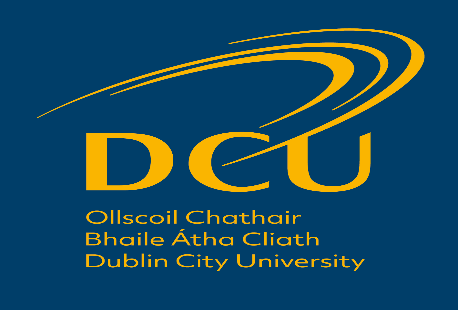 DCU
Ollscoil Chathair
Bhaile Átha Cliath
Dublin City University